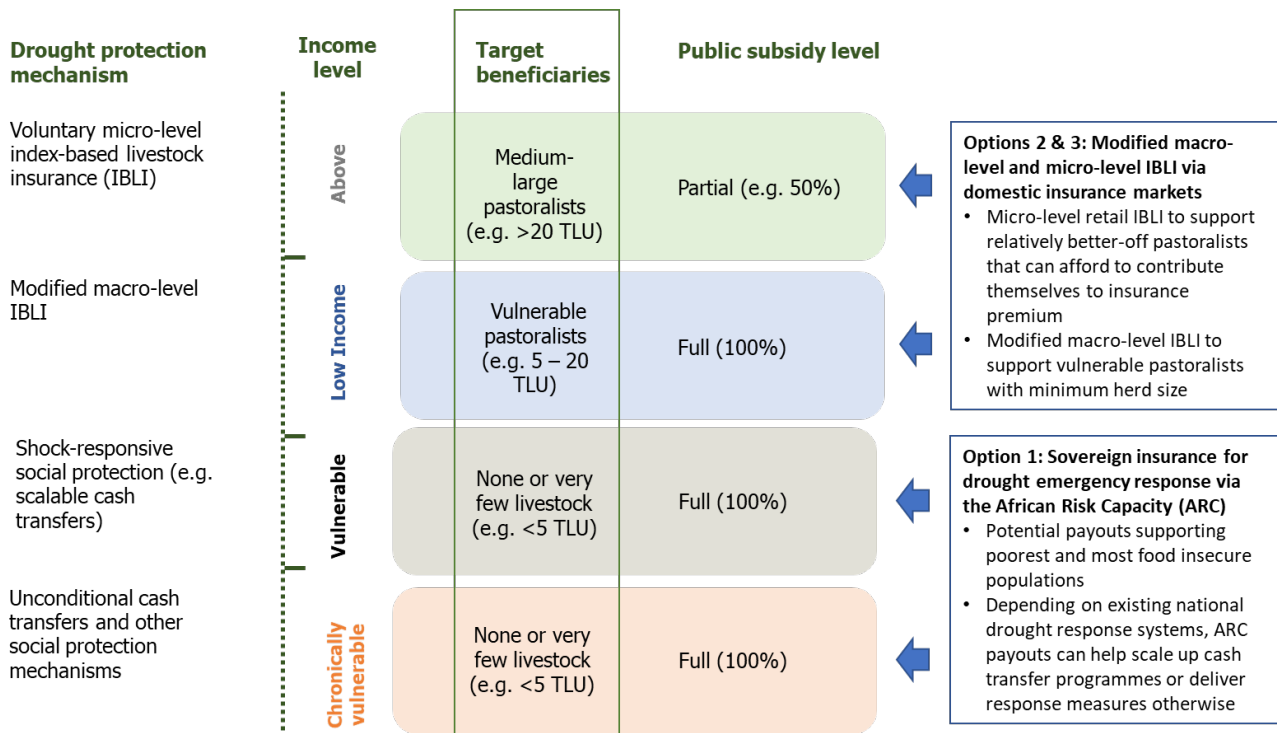 Drought protection
mechanism
Income
level
Target
beneficiaries
Public subsidy level
Voluntary micro-level
index-based livestock
insurance (IBLI)
Above
Medium-
large
pastoralists
(e.g. >20 TLU)
Partial (e.g. 50%)
Modified macro-level
IBLI
Low Income
Vulnerable
pastoralists
(e.g. 5 – 20
TLU)
Full (100%)
Shock-responsive
social protection (e.g.
scalable cash
transfers)
Vulnerable
None or very
few livestock
(e.g. <5 TLU)
Full (100%)
Unconditional cash
transfers and other
social protection
mechanisms
Chronically
vulnerable
None or very
few livestock
(e.g. <5 TLU)
Full (100%)
Options 2 & 3: Modified macro-
level and micro-level IBLI via
domestic insurance markets
• Micro-level retail IBLI to support
relatively better-off pastoralists
that can afford to contribute
themselves to insurance
premium
• Modified macro-level IBLI to
support vulnerable pastoralists
with minimum herd size
Option 1: Sovereign insurance for
drought emergency response via
the African Risk Capacity (ARC)
• Potential payouts supporting
poorest and most food insecure
populations
• Depending on existing national
drought response systems, ARC
payouts can help scale up cash
transfer programmes or deliver
response measures otherwise